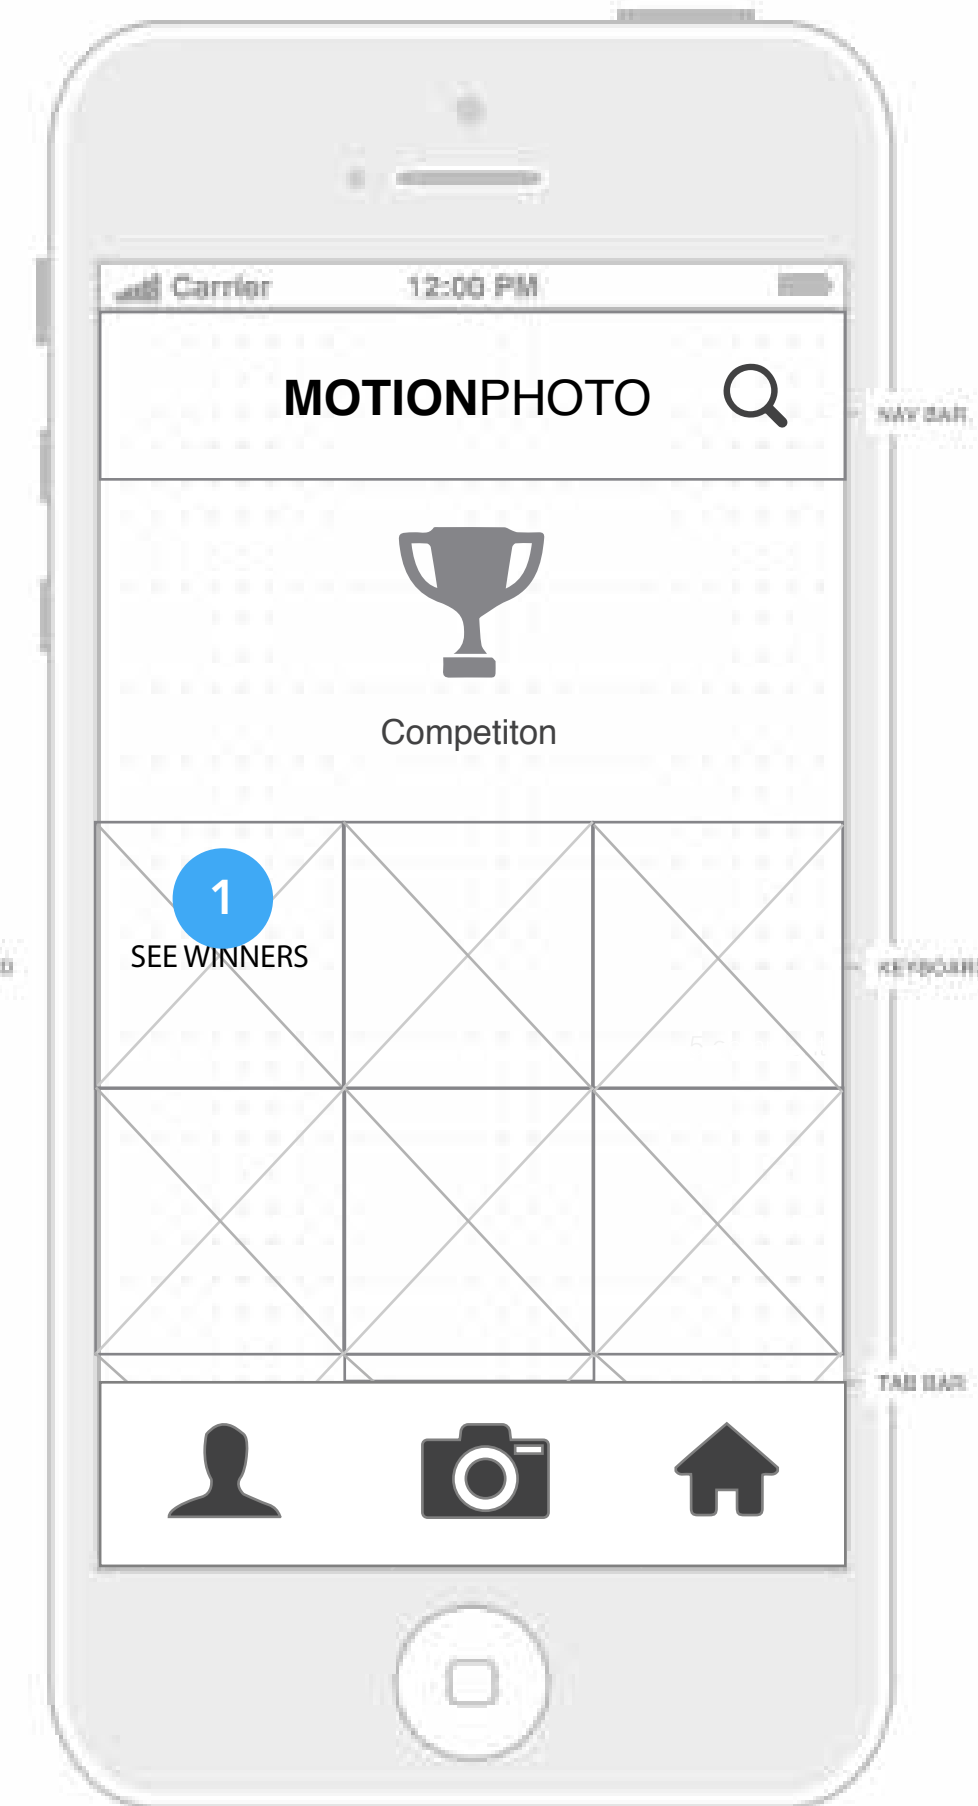 Carrier 12:00 PM
MOTIONPHOTO
NAV BAR
Competiton
1
SEE WINNERS
KEYBOARD
TAB BAR